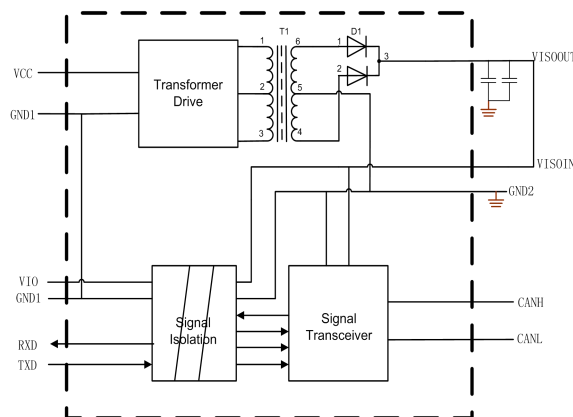 T1
D1
1
6
1
3
VISOOUT
VCC
Transformer
Drive
2
5
2
GND1
3
4
VISOIN
GND2
VIO
GND1
Signal
Isolation
Signal
Transceiver
CANH
RXD
CANL
TXD